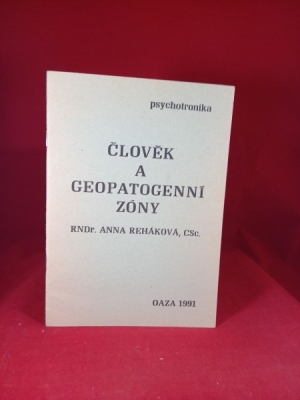 psychotronika
ČLOVĚK
A
GEOPATOGENNÍ
ZÓNY
RNDr. ANNA REHÁKOVÁ, CSc.
OAZA 1991